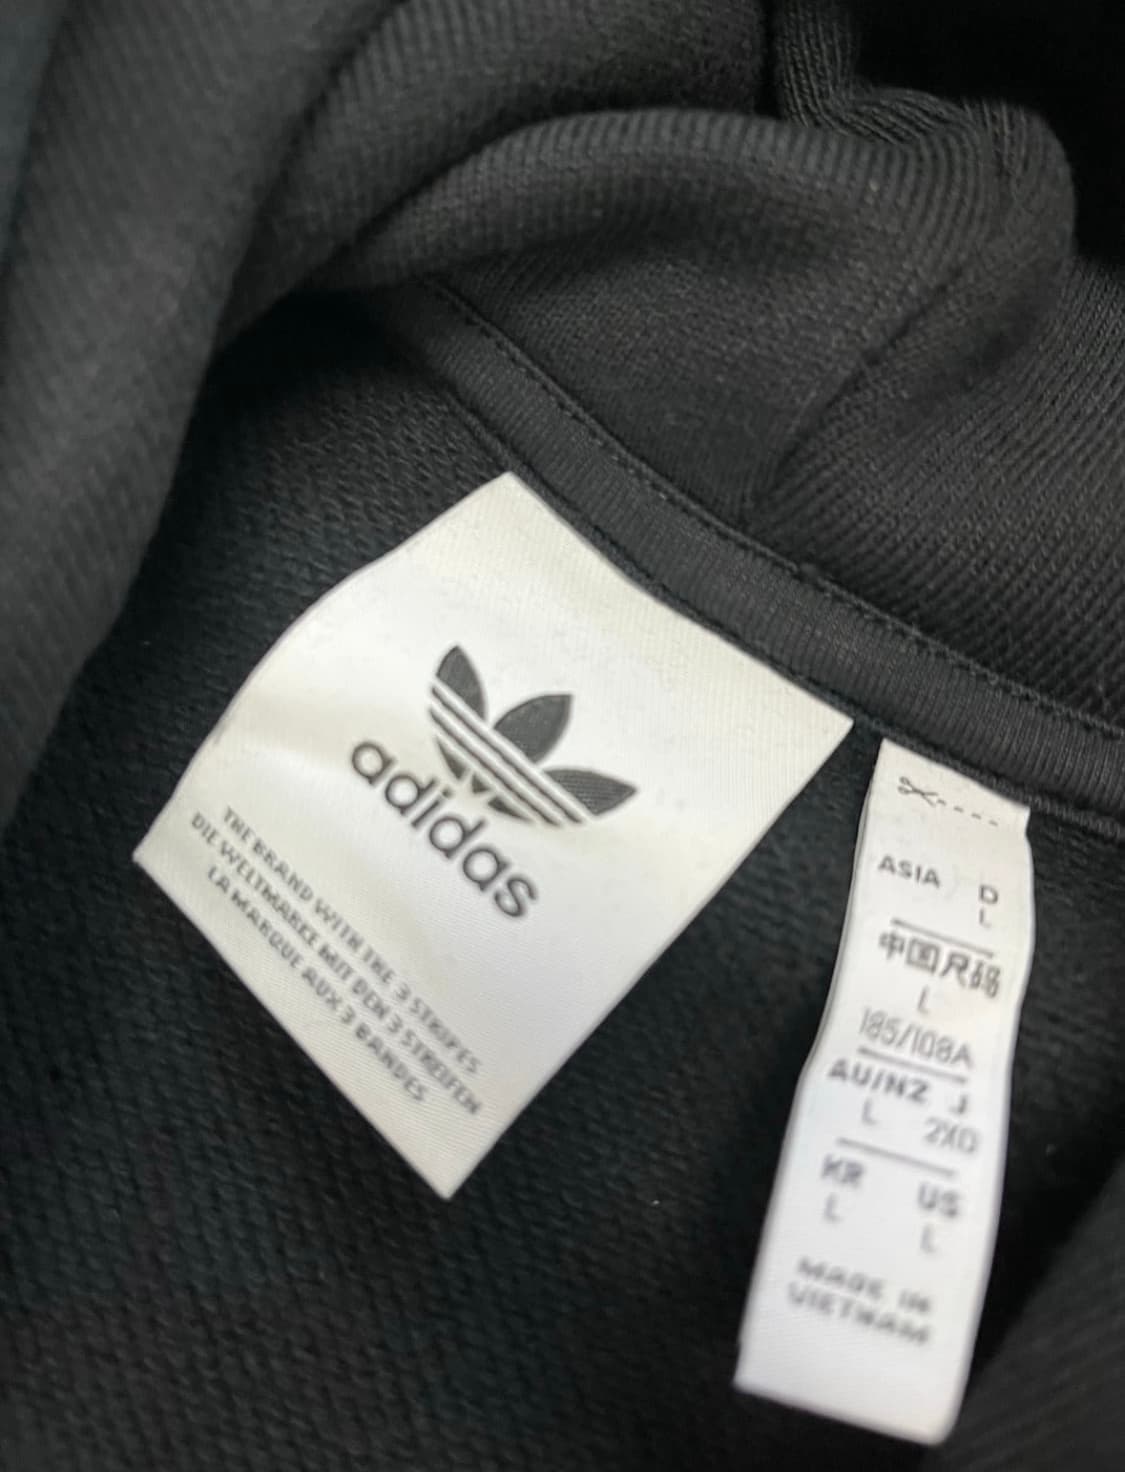 adidas
THE BRAND WITH THE 3 STRIPES
DIE WELTMARKE MIT DEN 3 STREIFEN
LA MARQUE AUX 3 BANDES
ASIA D
L
中国尺码
L
185/108A
AU/NZ J
L 2XO
KR US
L L
MADE IN
VIETNAM